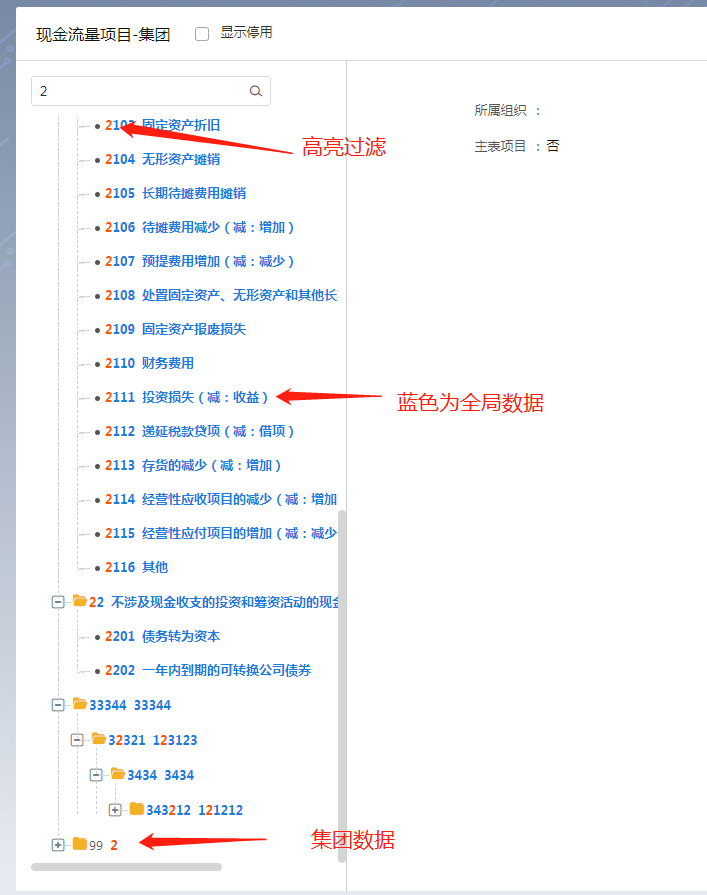 现金流量项目-集团 显示停用
2
2103 固定资产折旧
高亮过滤
2104 无形资产摊销
2105 长期待摊费用摊销
2106 待摊费用减少（减：增加）
2107 预提费用增加（减：减少）
2108 处置固定资产、无形资产和其他长
2109 固定资产报废损失
2110 财务费用
2111 投资损失（减：收益）
蓝色为全局数据
2112 递延税款贷项（减：借项）
2113 存货的减少（减：增加）
2114 经营性应收项目的减少（减：增加
2115 经营性应付项目的增加（减：减少
2116 其他
22 不涉及现金收支的投资和筹资活动的现金
2201 债务转为资本
2202 一年内到期的可转换公司债券
33344 33344
32321 123123
3434 3434
343212 121212
99 2
集团数据
所属组织 ：
主表项目 ：否